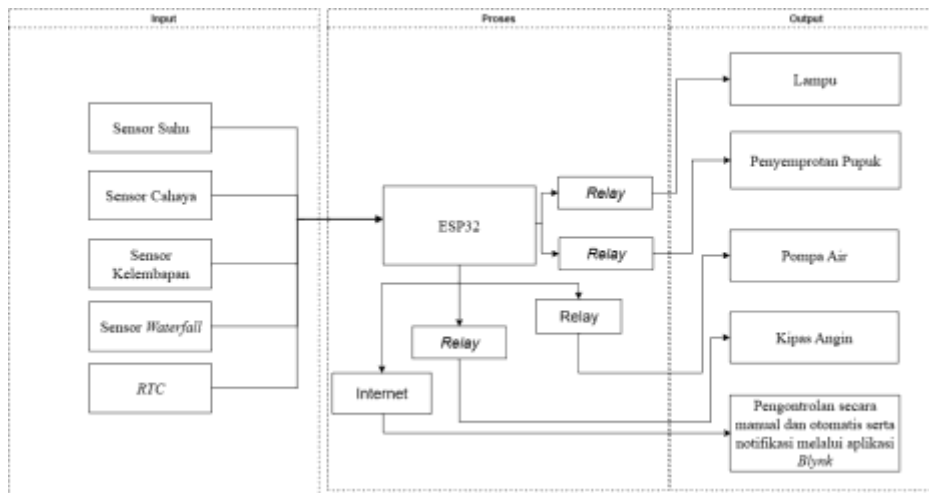 Input
Proses
Output
Sensor Suhu
Sensor Cahaya
Sensor
Kelembapan
Sensor Waterfall
RTC
ESP32
Relay
Relay
Relay
Relay
Internet
Lampu
Penyemprotan Pupuk
Pompa Air
Kipas Angin
Pengontrolan secara
manual dan otomatis serta
notifikasi melalui aplikasi
Blynk